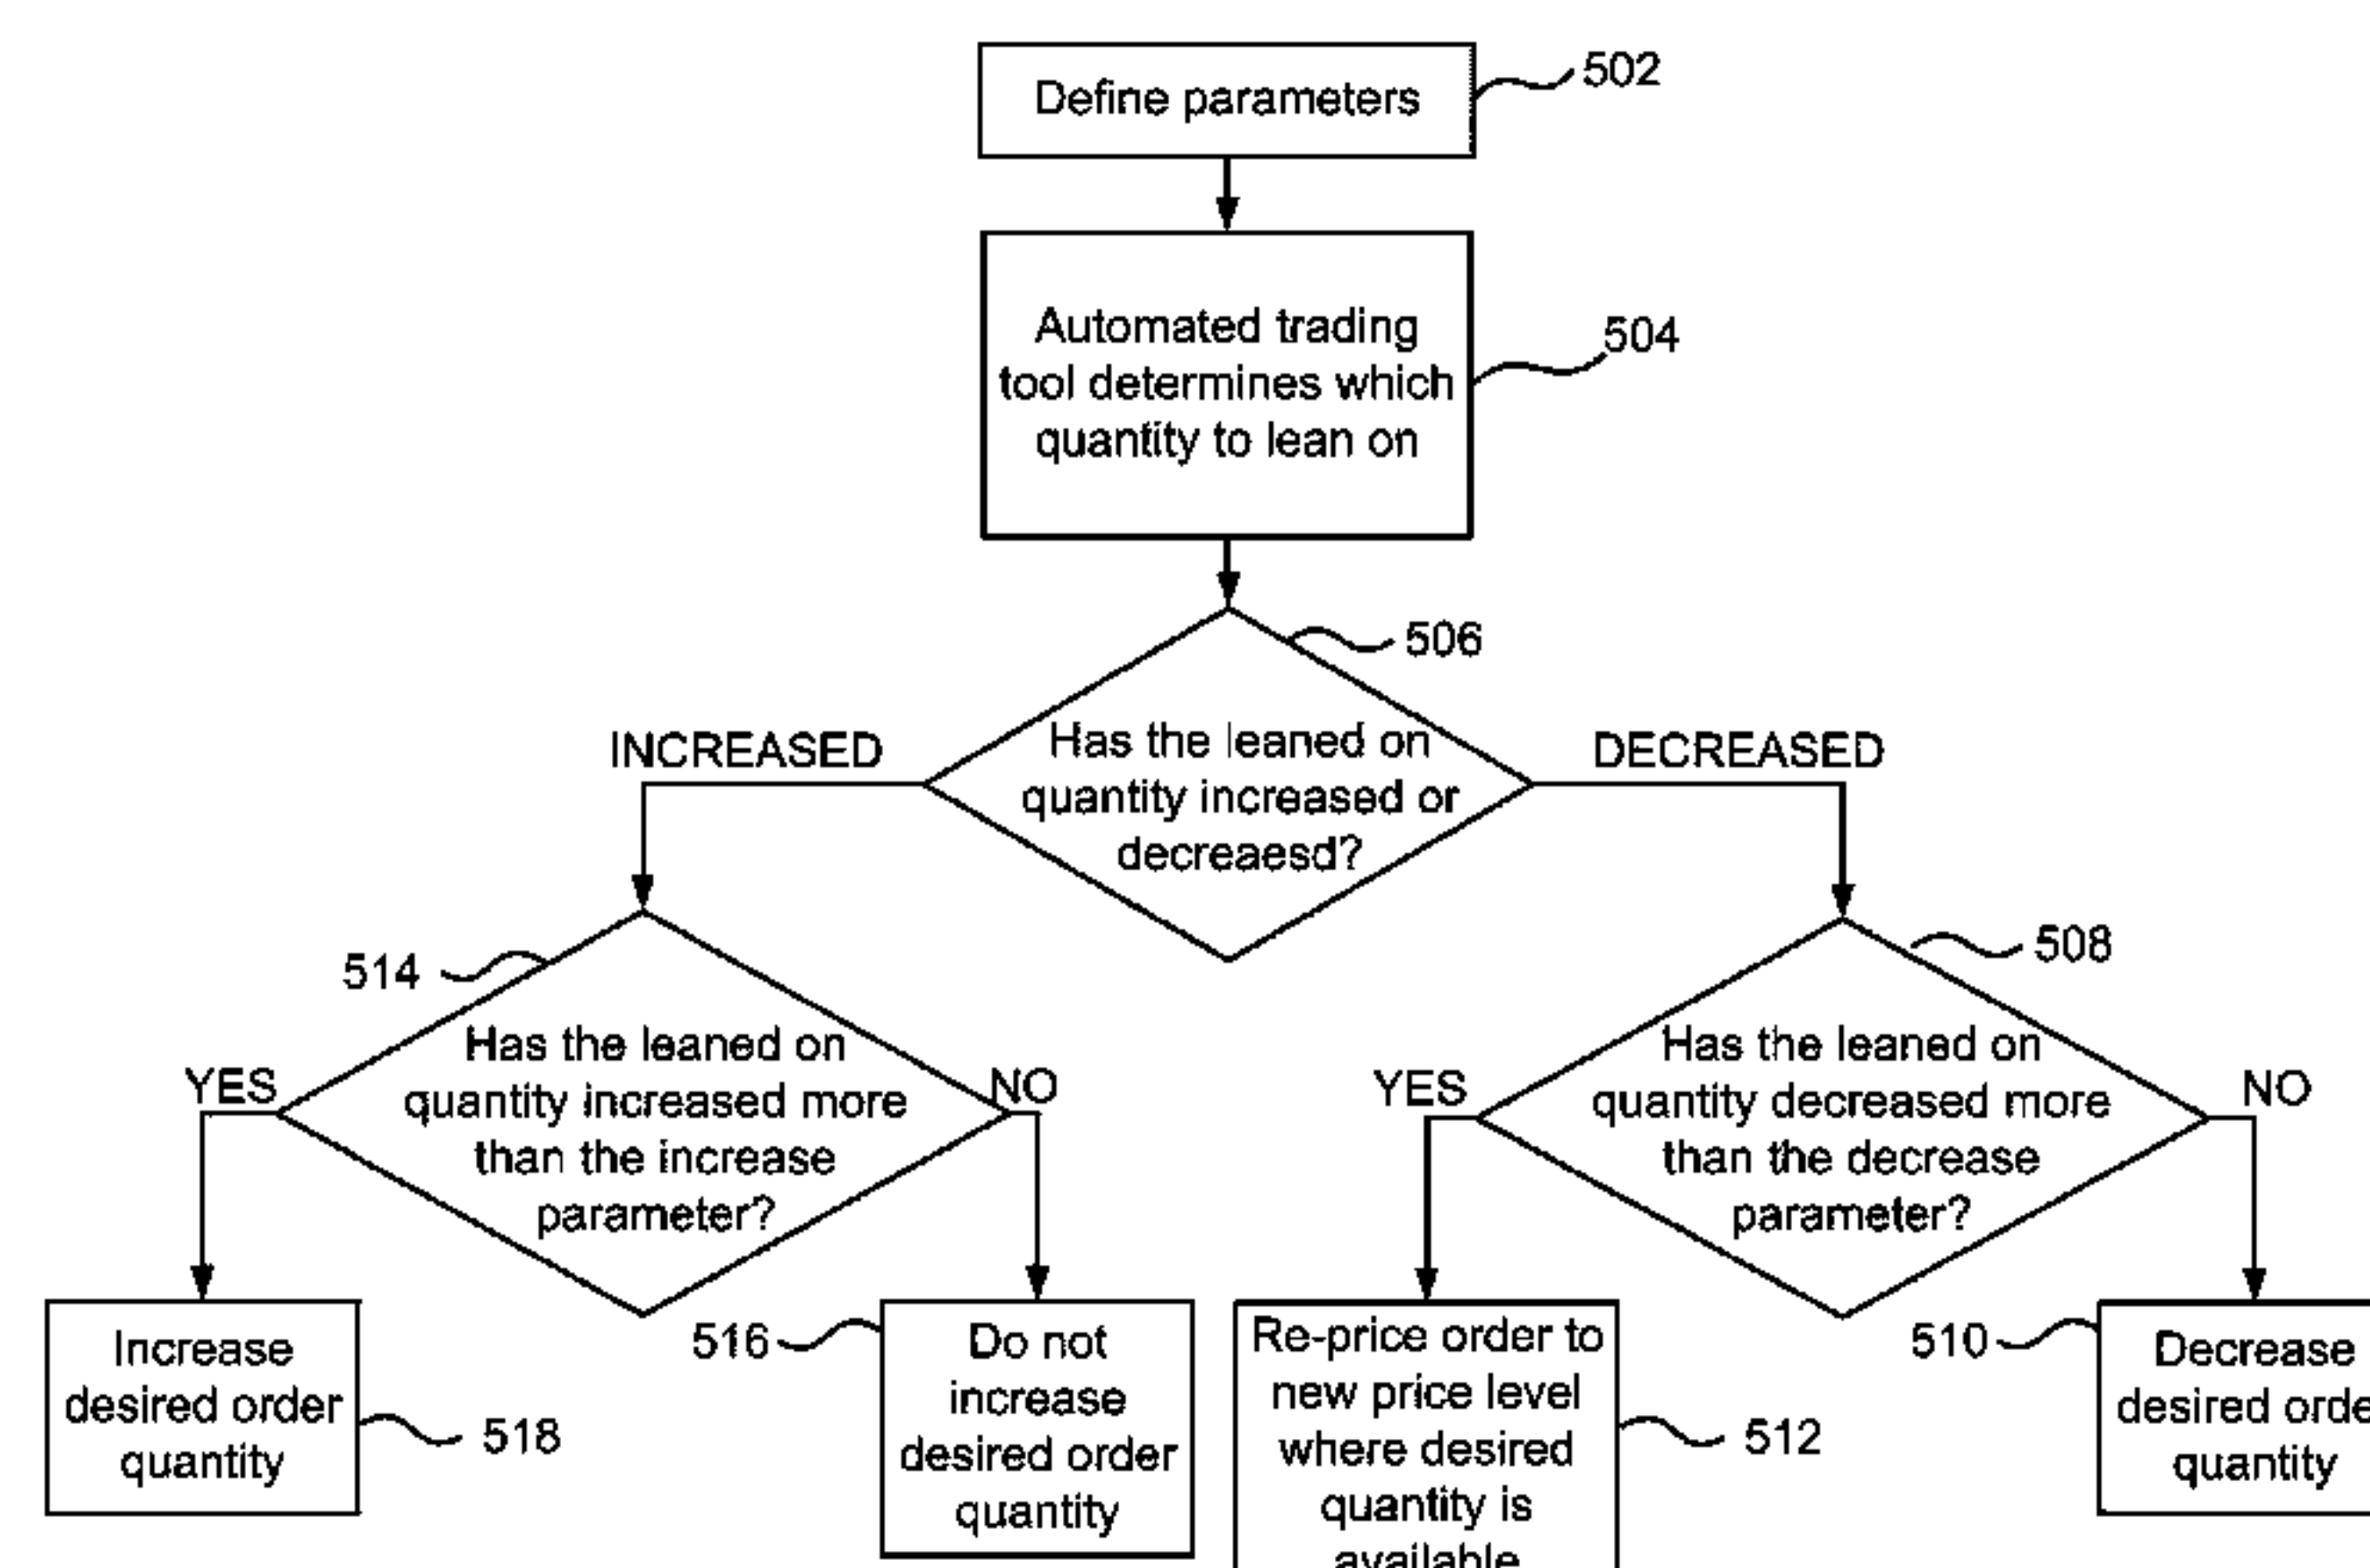 Define parameters
502
Automated trading
tool determines which
quantity to lean on
504
506
Has the leaned on
quantity increased or
decreaesd?
INCREASED
DECREASED
514
Has the leaned on
quantity increased more
than the increase
parameter?
YES
NO
508
Has the leaned on
quantity decreased more
than the decrease
parameter?
YES
NO
Increase
desired order
quantity
518
516
Do not
increase
desired order
quantity
Re-price order to
new price level
where desired
quantity is
available
512
510
Decrease
desired orde
quantity